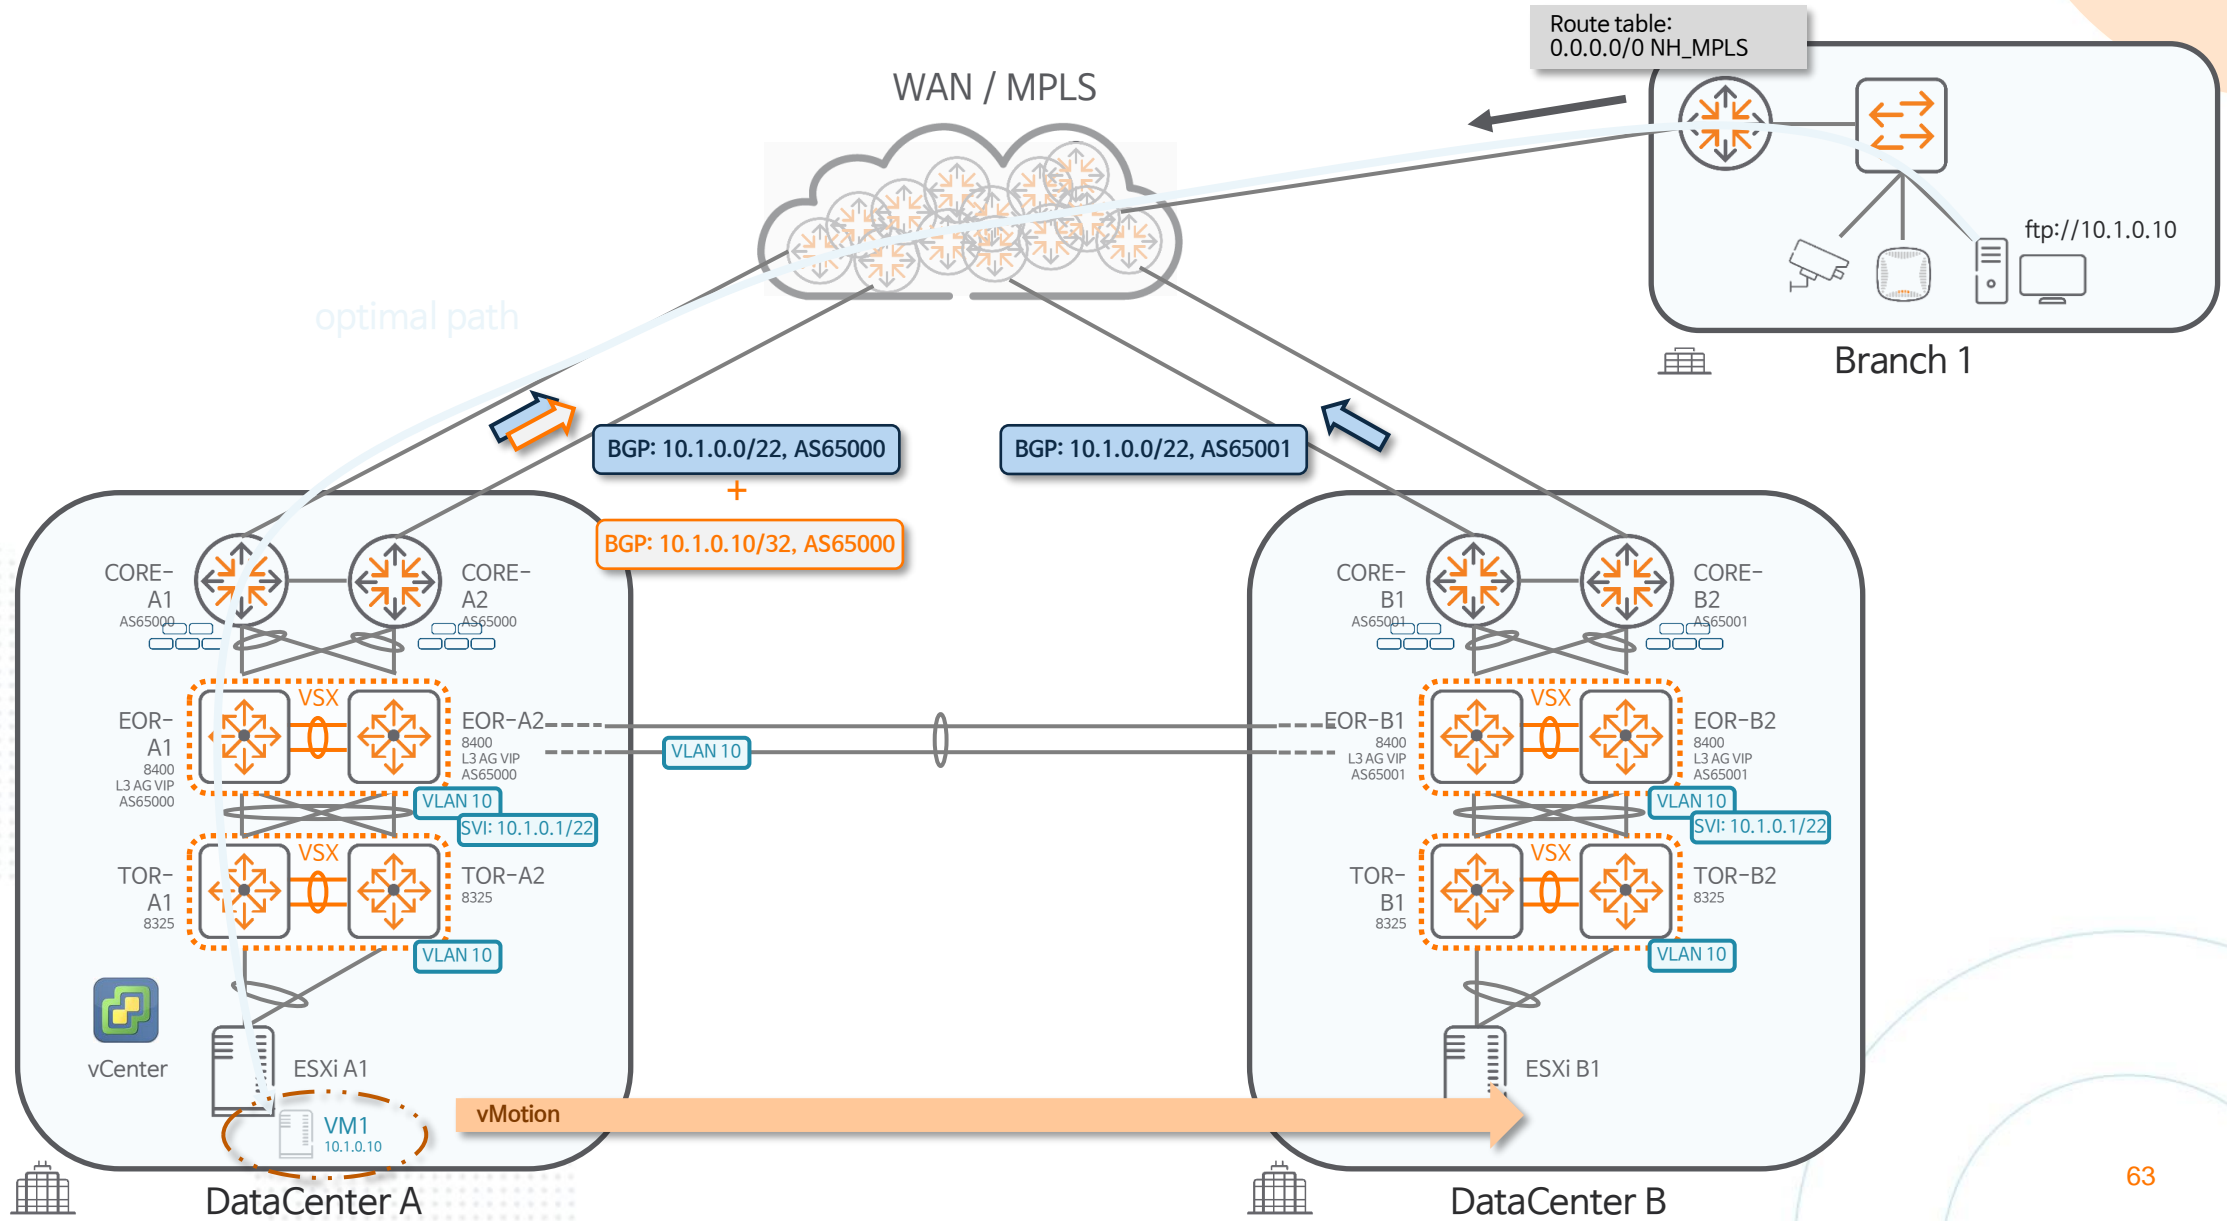 Route table:
0.0.0.0/0 NH_MPLS
WAN / MPLS
ftp://10.1.0.10
Branch 1
optimal path
BGP: 10.1.0.0/22, AS65000
+
BGP: 10.1.0.10/32, AS65000
BGP: 10.1.0.0/22, AS65001
CORE-
A1
AS65000
CORE-
A2
AS65000
VSX
EOR-
A1
8400
L3 AG VIP
AS65000
EOR-A2
8400
L3 AG VIP
AS65000
VLAN 10
SVI: 10.1.0.1/22
VSX
TOR-
A1
8325
TOR-A2
8325
VLAN 10
vCenter
ESXi A1
VM1
10.1.0.10
DataCenter A
VLAN 10
vMotion
CORE-
B1
AS65001
CORE-
B2
AS65001
VSX
EOR-B1
8400
L3 AG VIP
AS65001
EOR-B2
8400
L3 AG VIP
AS65001
VLAN 10
SVI: 10.1.0.1/22
VSX
TOR-
B1
8325
TOR-B2
8325
VLAN 10
ESXi B1
DataCenter B
63